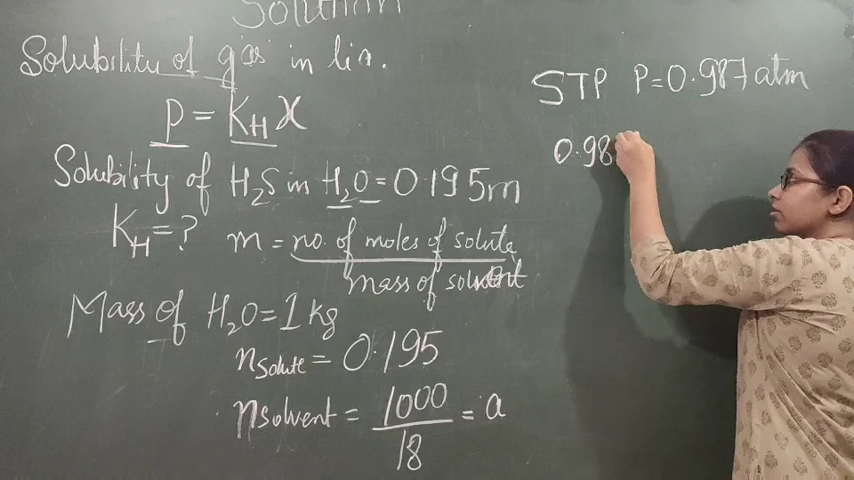 Solution
Solubility of gas in liq.
P = KH x
Solubility of H2S in H2O = 0.195m
KH = ?
m = no. of moles of solute
mass of solvent
Mass of H2O = 1 kg
nsolute = 0.195
nsolvent = 1000/18 = a
STP P=0.987 atm
0.98